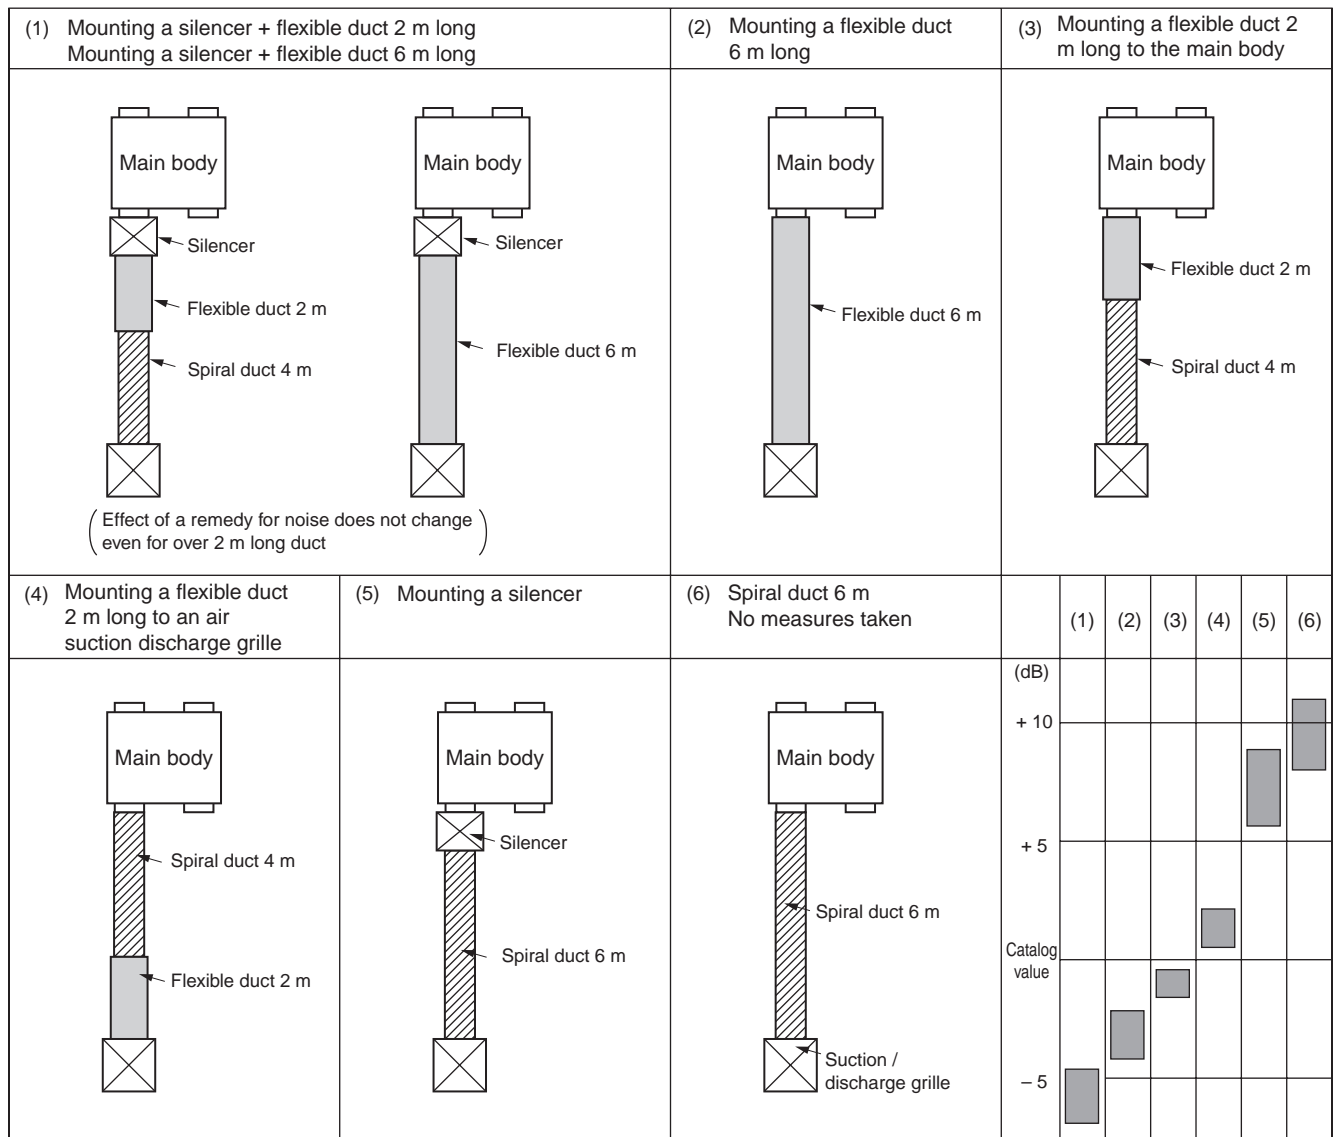 (1) Mounting a silencer + flexible duct 2 m long
Mounting a silencer + flexible duct 6 m long
(2) Mounting a flexible duct
6 m long
(3) Mounting a flexible duct 2
m long to the main body
Main body
Silencer
Flexible duct 2 m
Spiral duct 4 m
Main body
Silencer
Flexible duct 6 m
(Effect of a remedy for noise does not change
even for over 2 m long duct)
Main body
Flexible duct 6 m
Main body
Flexible duct 2 m
Spiral duct 4 m
(4) Mounting a flexible duct
2 m long to an air
suction discharge grille
(5) Mounting a silencer
(6) Spiral duct 6 m
No measures taken
Main body
Spiral duct 4 m
Flexible duct 2 m
Main body
Silencer
Spiral duct 6 m
Main body
Spiral duct 6 m
Suction /
discharge grille
(1) (2) (3) (4) (5) (6)
(dB)
+ 10
+ 5
Catalog
value
– 5